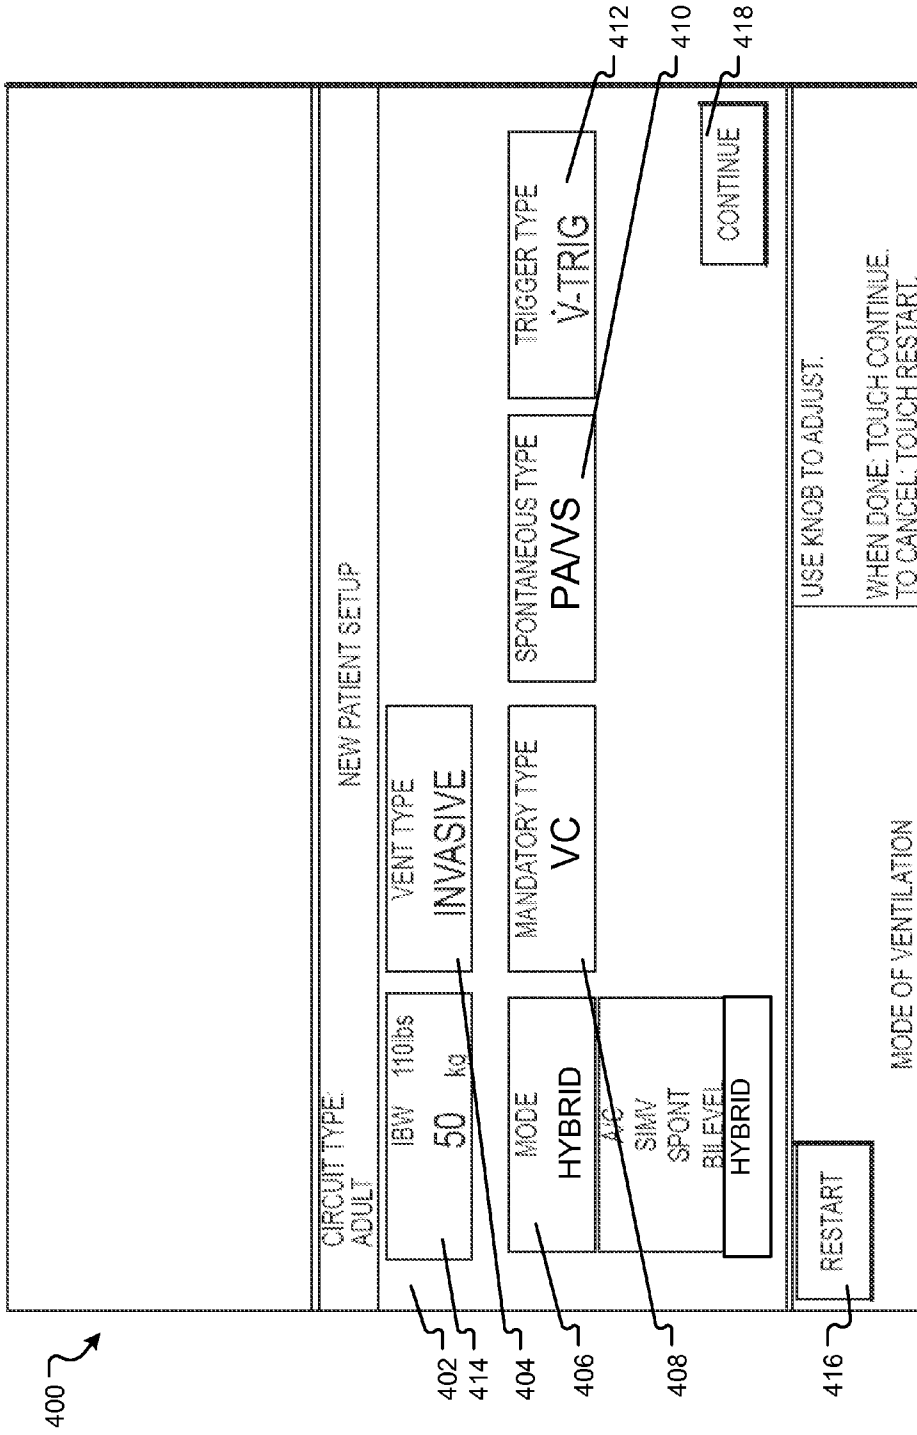 400
NEW PATIENT SETUP
CIRCUIT TYPE:
ADULT
IBW 110lbs
50 kg
VENT TYPE
INVASIVE
MODE
HYBRID
MANDATORY TYPE
VC
SPONTANEOUS TYPE
PA/VS
TRIGGER TYPE
V̇-TRIG
A/C
SIMV
SPONT
BILEVEL
HYBRID
CONTINUE
RESTART
MODE OF VENTILATION
USE KNOB TO ADJUST.
WHEN DONE: TOUCH CONTINUE.
TO CANCEL: TOUCH RESTART.
402
414
404
406
408
416
412
410
418